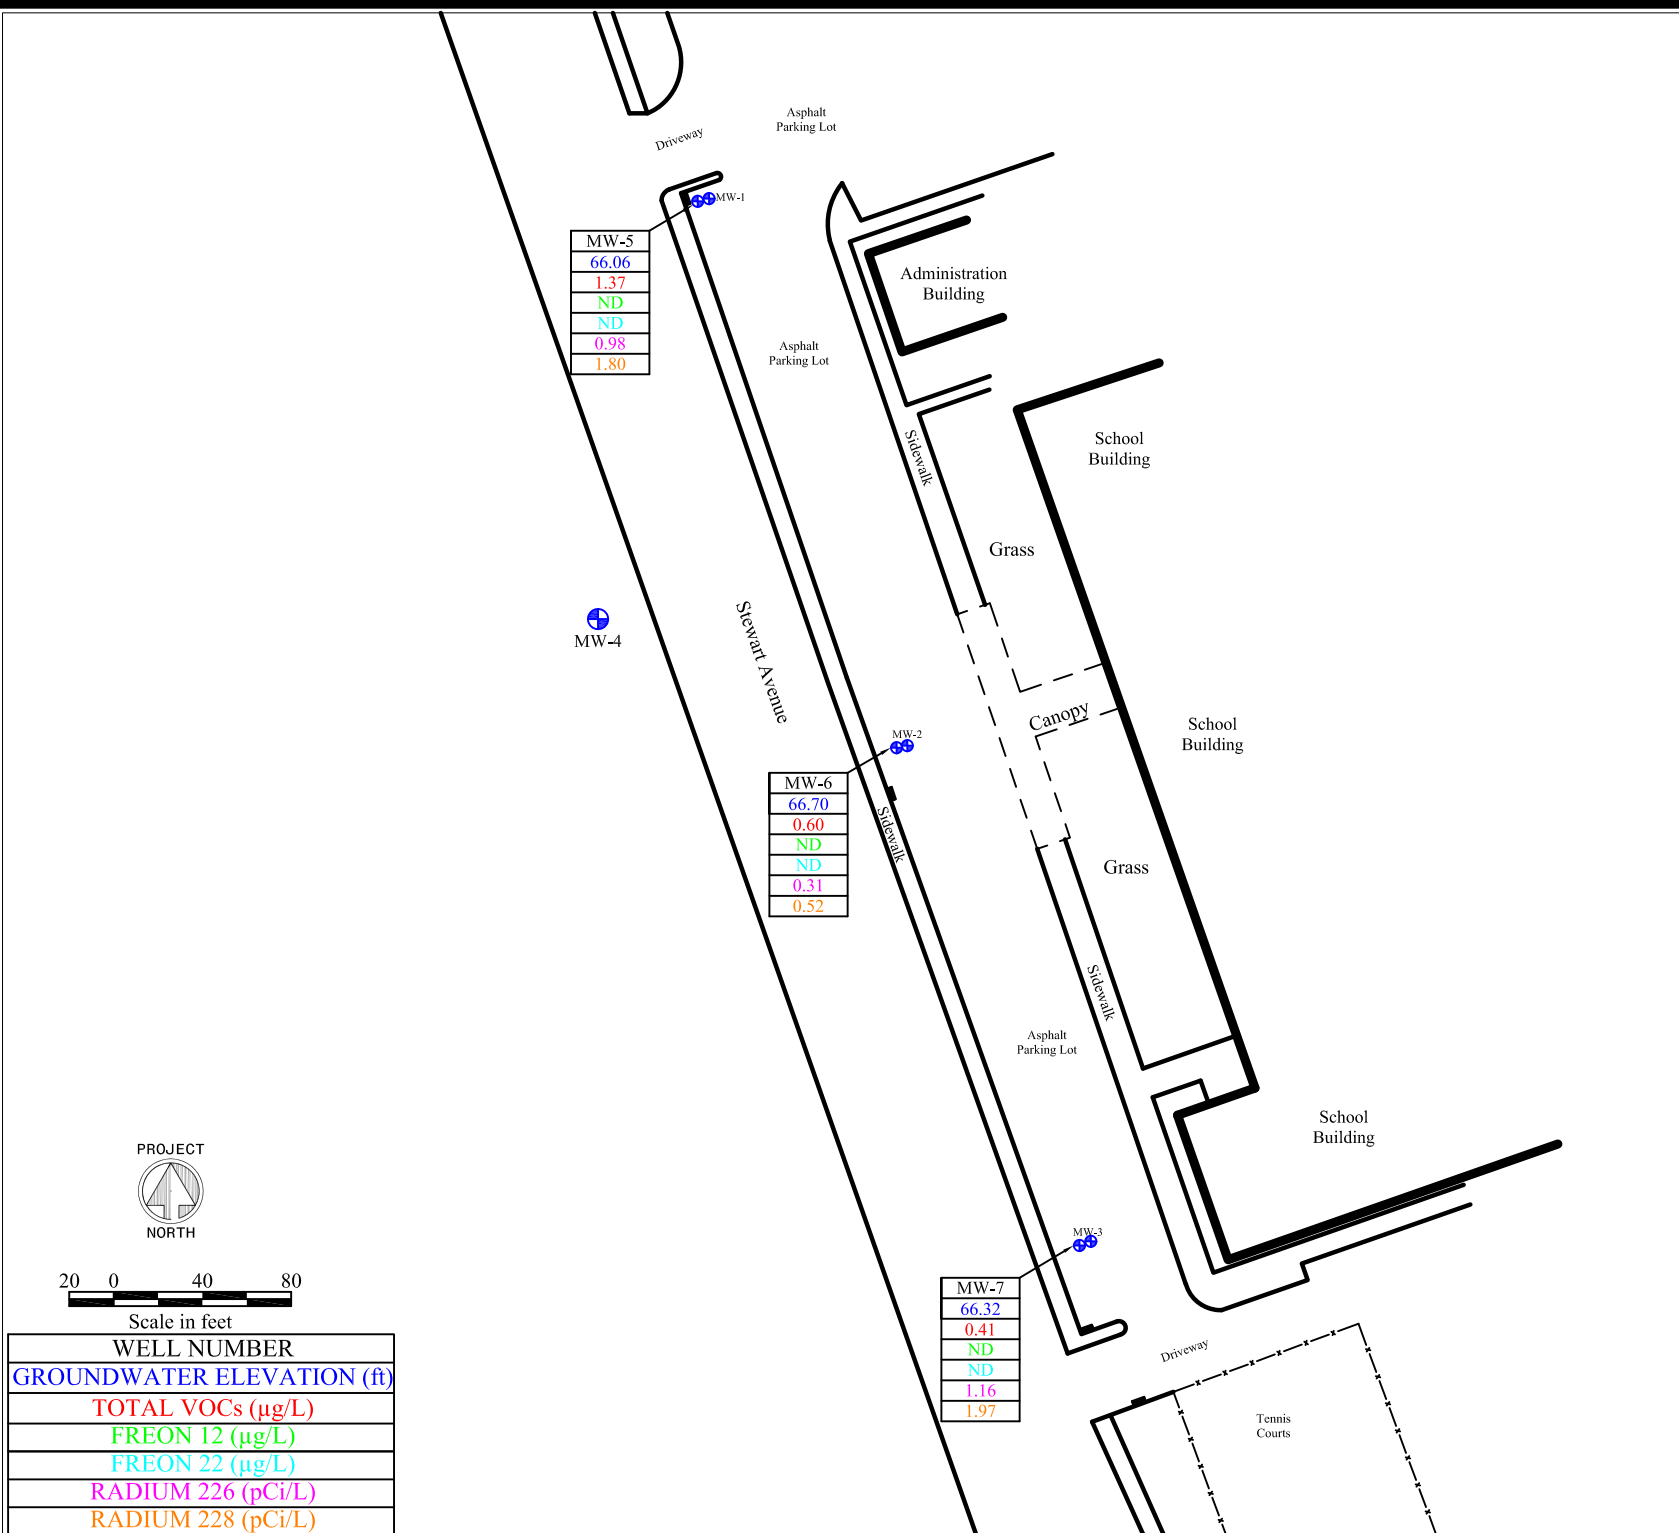 Asphalt
Parking Lot
Driveway
MW-1
MW-5
66.06
1.37
ND
ND
0.98
1.80
Administration
Building
Asphalt
Parking Lot
Sidewalk
School
Building
Grass
Stewart Avenue
MW-4
Canopy
School
Building
MW-2
MW-6
66.70
0.60
ND
ND
0.31
0.52
Sidewalk
Grass
Sidewalk
Asphalt
Parking Lot
School
Building
PROJECT
NORTH
MW-3
MW-7
66.32
0.41
ND
ND
1.16
1.97
Driveway
Tennis
Courts
20 0 40 80
Scale in feet
WELL NUMBER
GROUNDWATER ELEVATION (ft)
TOTAL VOCs (µg/L)
FREON 12 (µg/L)
FREON 22 (µg/L)
RADIUM 226 (pCi/L)
RADIUM 228 (pCi/L)